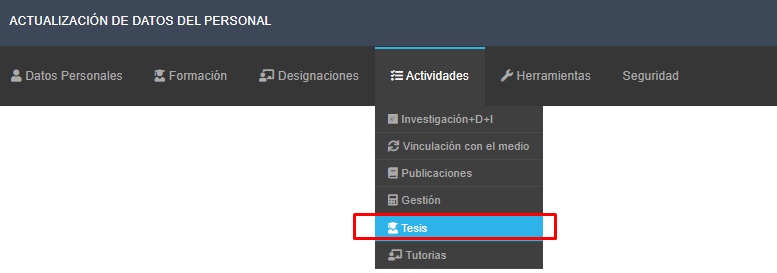 ACTUALIZACIÓN DE DATOS DEL PERSONAL
Datos Personales Formación Designaciones Actividades Herramientas Seguridad
Investigación+D+I
Vinculación con el medio
Publicaciones
Gestión
Tesis
Tutorias